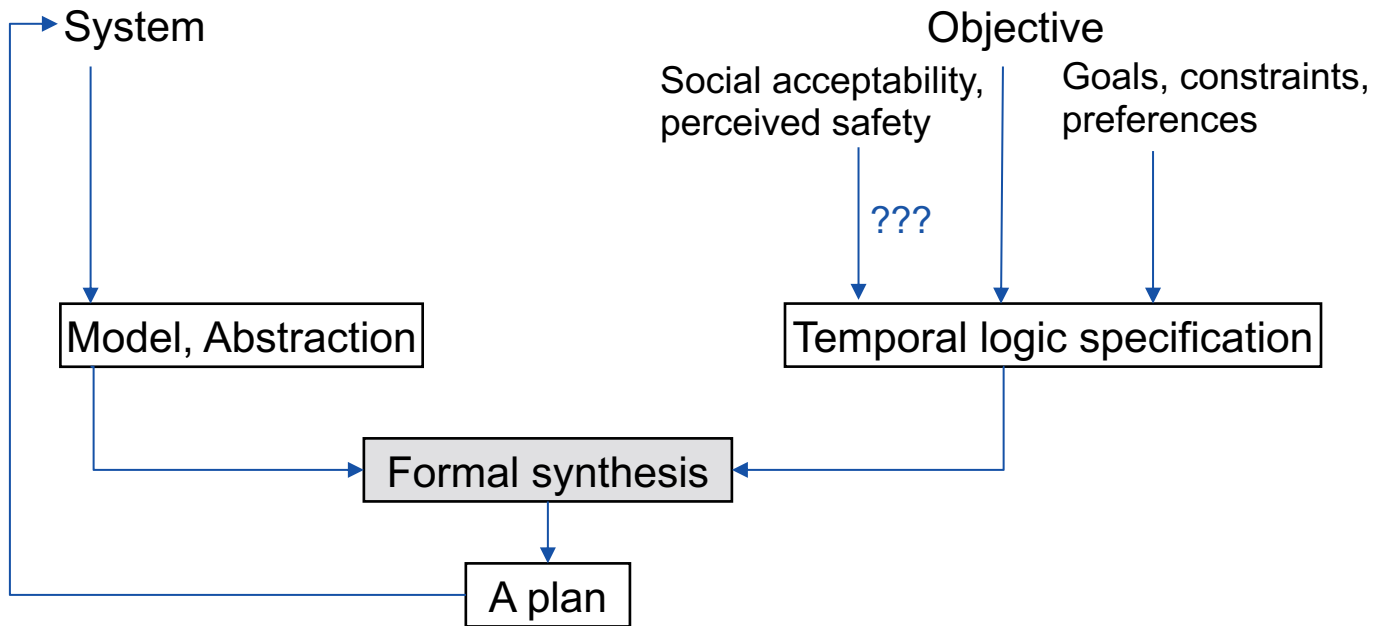 System
Objective
Social acceptability,
perceived safety
Goals, constraints,
preferences
???
Model, Abstraction
Temporal logic specification
Formal synthesis
A plan